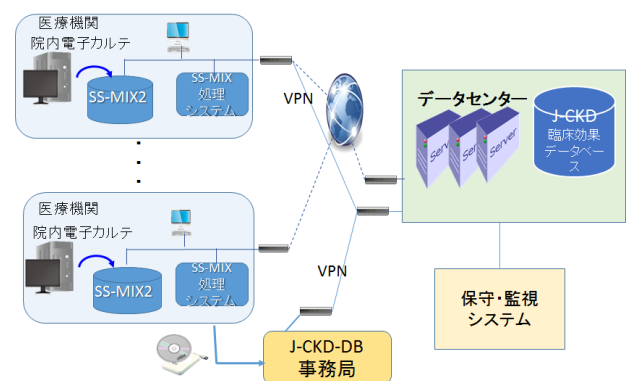 医療機関
院内電子カルテ
SS-MIX2
SS-MIX
処理
システム
VPN
データセンター
Server
Server
Server
J-CKD
臨床効果
データベー
ス
医療機関
院内電子カルテ
SS-MIX2
SS-MIX
処理
システム
VPN
保守・監視
システム
J-CKD-DB
事務局